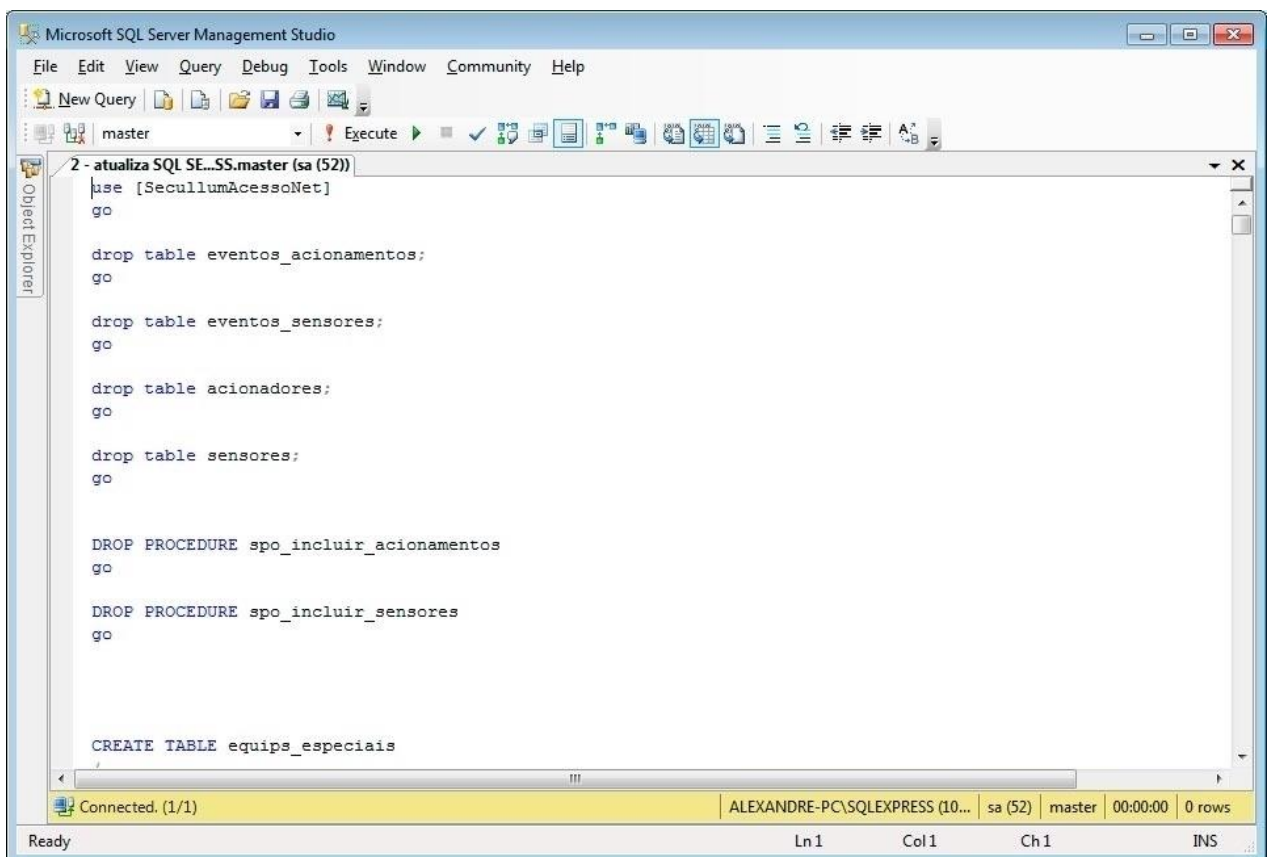 Microsoft SQL Server Management Studio
File Edit View Query Debug Tools Window Community Help
New Query
master Execute
2 - atualiza SQL SE...SS.master (sa (52))
Object Explorer
use [SecullumAcessoNet]
go
drop table eventos_acionamentos;
go
drop table eventos_sensores;
go
drop table acionadores;
go
drop table sensores;
go
DROP PROCEDURE spo_incluir_acionamentos
go
DROP PROCEDURE spo_incluir_sensores
go
CREATE TABLE equips_especiais
Connected. (1/1) ALEXANDRE-PC\SQLEXPRESS (10... sa (52) master 00:00:00 0 rows
Ready Ln 1 Col 1 Ch 1 INS